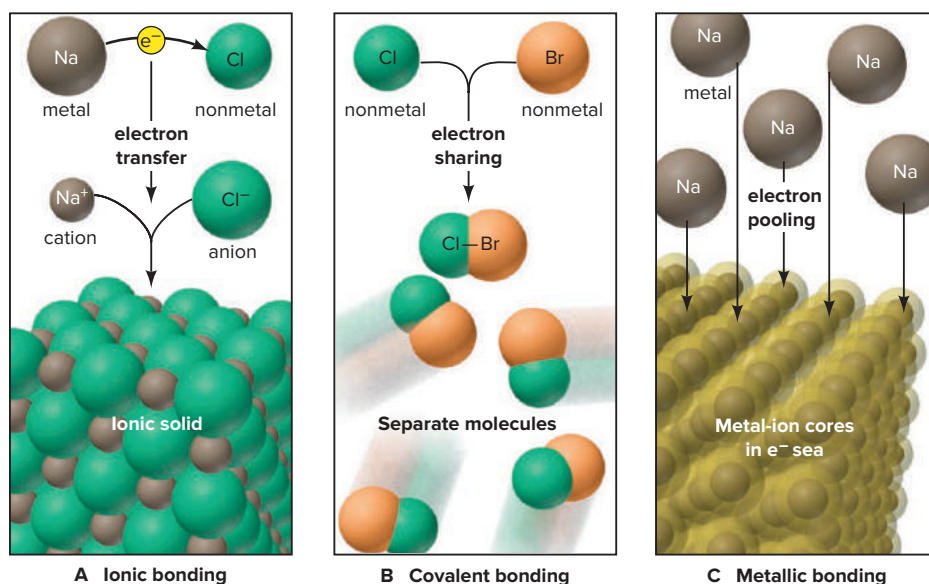 Na
e⁻
Cl
metal
nonmetal
electron
transfer
Na⁺
Cl⁻
cation
anion
Ionic solid
A Ionic bonding
Cl
Br
nonmetal
nonmetal
electron
sharing
Cl—Br
Separate molecules
B Covalent bonding
Na
metal
Na
Na
Na
Na
electron
pooling
Metal-ion cores
in e⁻ sea
C Metallic bonding